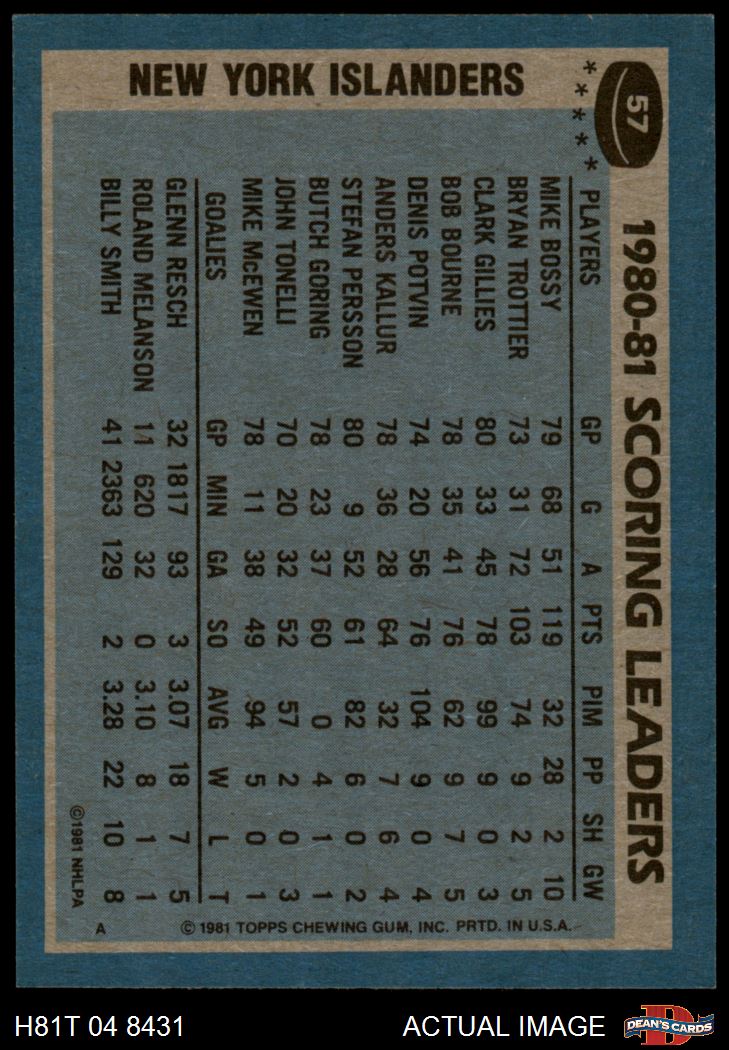 57
1980-81 SCORING LEADERS
NEW YORK ISLANDERS
* * * * *
PLAYERS GP G A PTS PIM PP SH GW
MIKE BOSSY 79 68 51 119 32 28 2 10
BRYAN TROTTIER 73 31 72 103 74 9 2 5
CLARK GILLIES 80 33 45 78 99 9 0 3
BOB BOURNE 78 35 41 76 62 9 7 5
DENIS POTVIN 74 20 56 76 104 9 0 4
ANDERS KALLUR 78 36 28 64 32 7 6 4
STEFAN PERSSON 80 9 52 61 82 6 0 2
BUTCH GORING 78 23 37 60 0 4 1 1
JOHN TONELLI 70 20 32 52 57 2 0 3
MIKE McEWEN 78 11 38 49 94 5 0 1
GOALIES GP MIN GA SO AVG W L T
GLENN RESCH 32 1817 93 3 3.07 18 7 5
ROLAND MELANSON 11 620 32 0 3.10 8 1 1
BILLY SMITH 41 2363 129 2 3.28 22 10 8
©1981 NHLPA
A
© 1981 TOPPS CHEWING GUM, INC. PRTD. IN U.S.A.
H81T 04 8431
ACTUAL IMAGE
D
DEAN'S CARDS